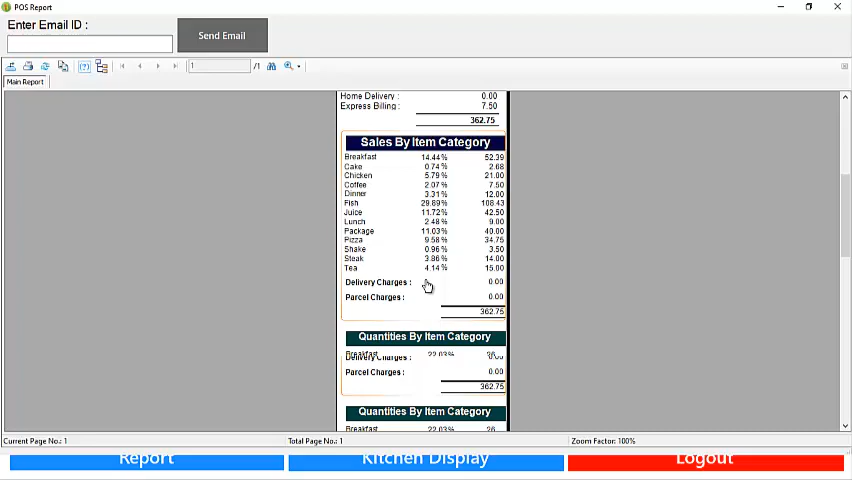 POS Report
Enter Email ID :
Send Email
1 /1
Main Report
Home Delivery : 0.00
Express Billing : 7.50
362.75
Sales By Item Category
Breakfast 14.44% 52.39
Cake 0.74% 2.68
Chicken 5.79% 21.00
Coffee 2.07% 7.50
Dinner 3.31% 12.00
Fish 29.89% 108.43
Juice 11.72% 42.50
Lunch 2.48% 9.00
Package 11.03% 40.00
Pizza 9.58% 34.75
Shake 0.96% 3.50
Steak 3.86% 14.00
Tea 4.14% 15.00
Delivery Charges : 0.00
Parcel Charges : 0.00
362.75
Quantities By Item Category
Breakfast 22.03% 26
Delivery Charges : 0.00
Parcel Charges : 0.00
362.75
Quantities By Item Category
Breakfast 22.03% 26
Current Page No.: 1 Total Page No.: 1 Zoom Factor: 100%
Report Kitchen Display Logout